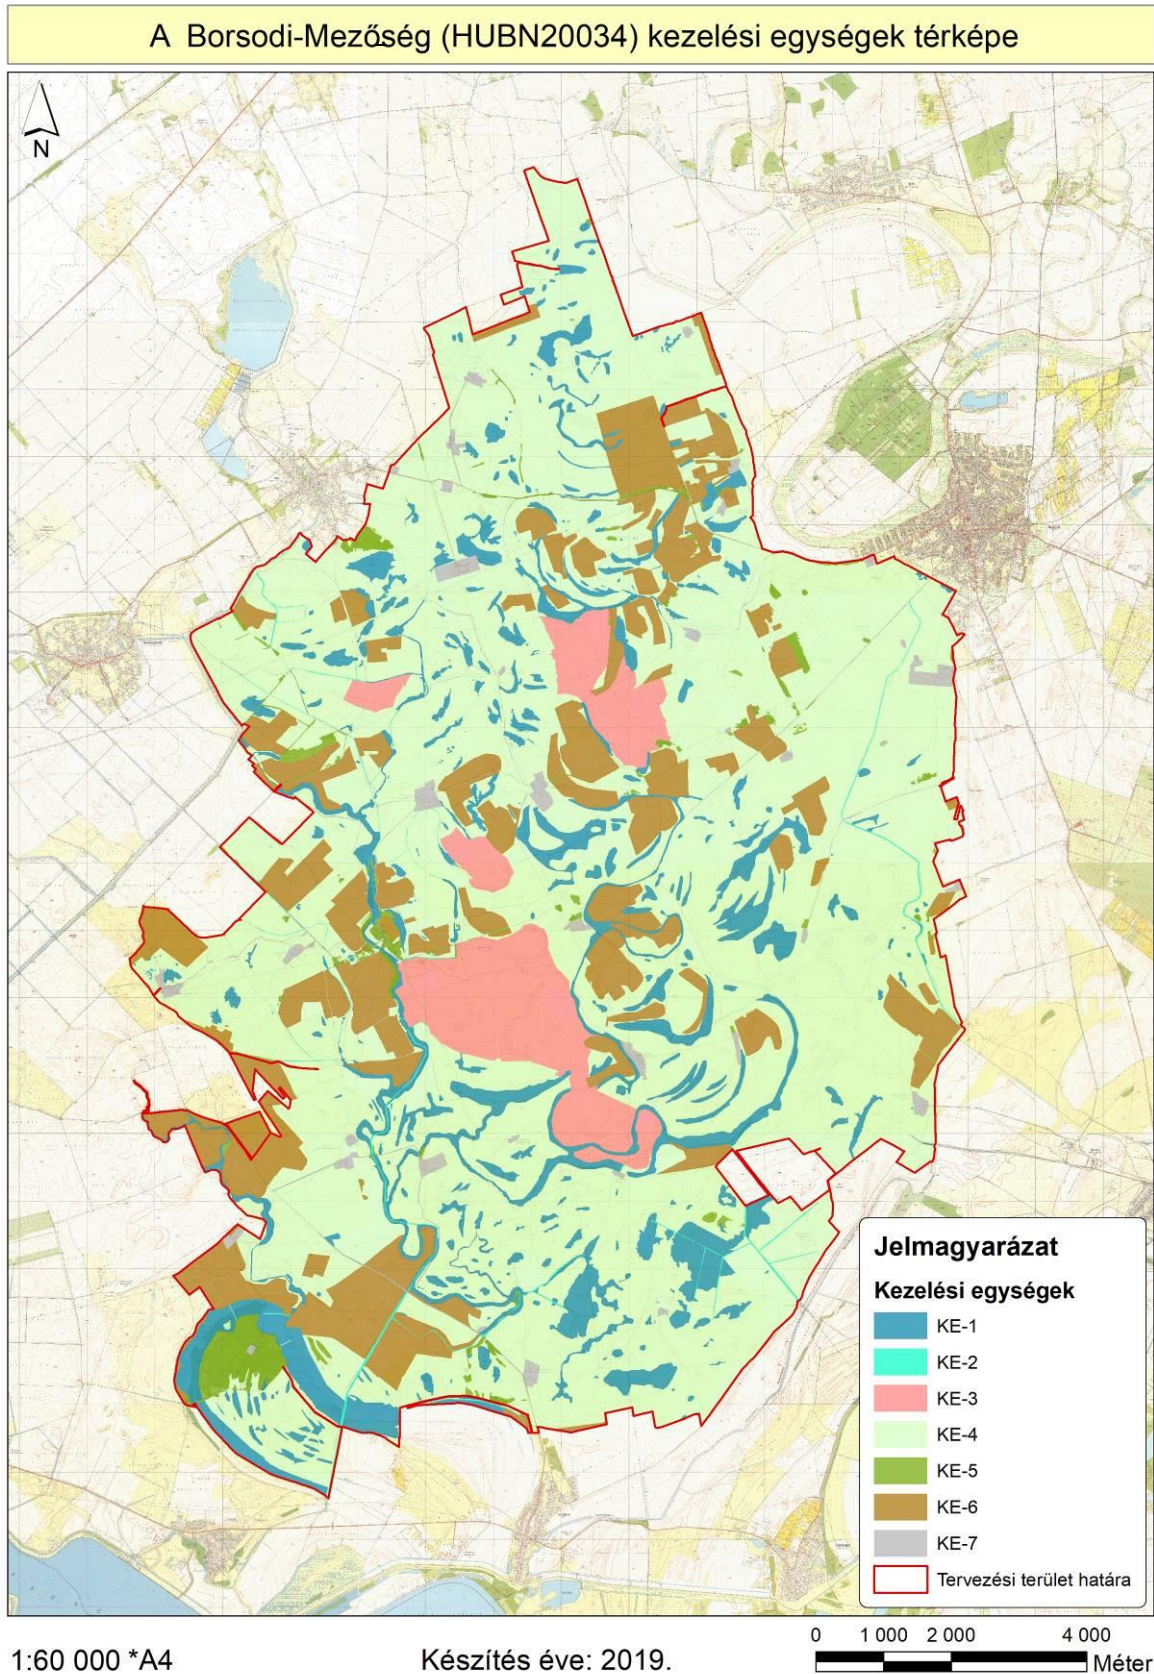 A Borsodi-Mezőség (HUBN20034) kezelési egységek térképe
N
Jelmagyarázat
Kezelési egységek
KE-1
KE-2
KE-3
KE-4
KE-5
KE-6
KE-7
Tervezési terület határa
1:60 000 *A4
Készítés éve: 2019.
0 1 000 2 000 4 000
Méter